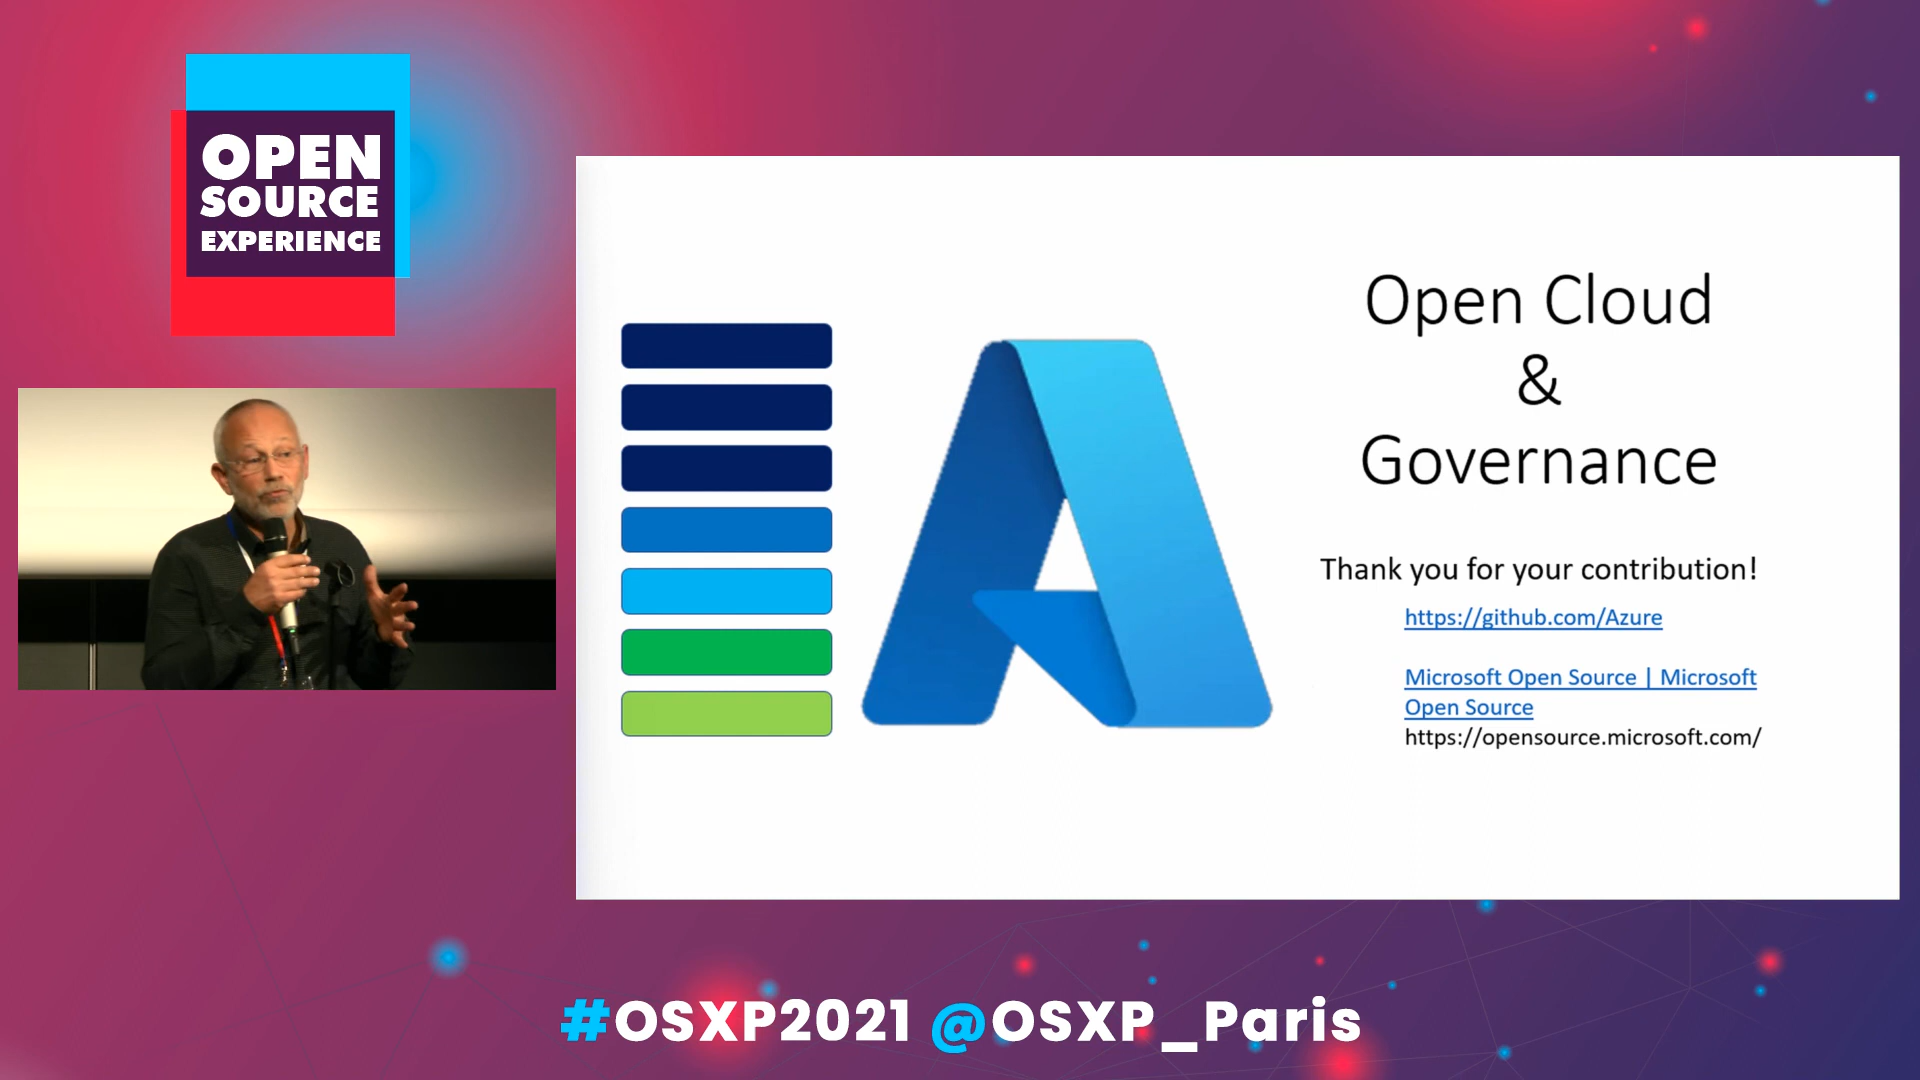 OPEN
SOURCE
EXPERIENCE
Open Cloud
&
Governance
Thank you for your contribution!
https://github.com/Azure
Microsoft Open Source | Microsoft
Open Source
https://opensource.microsoft.com/
#OSXP2021 @OSXP_Paris